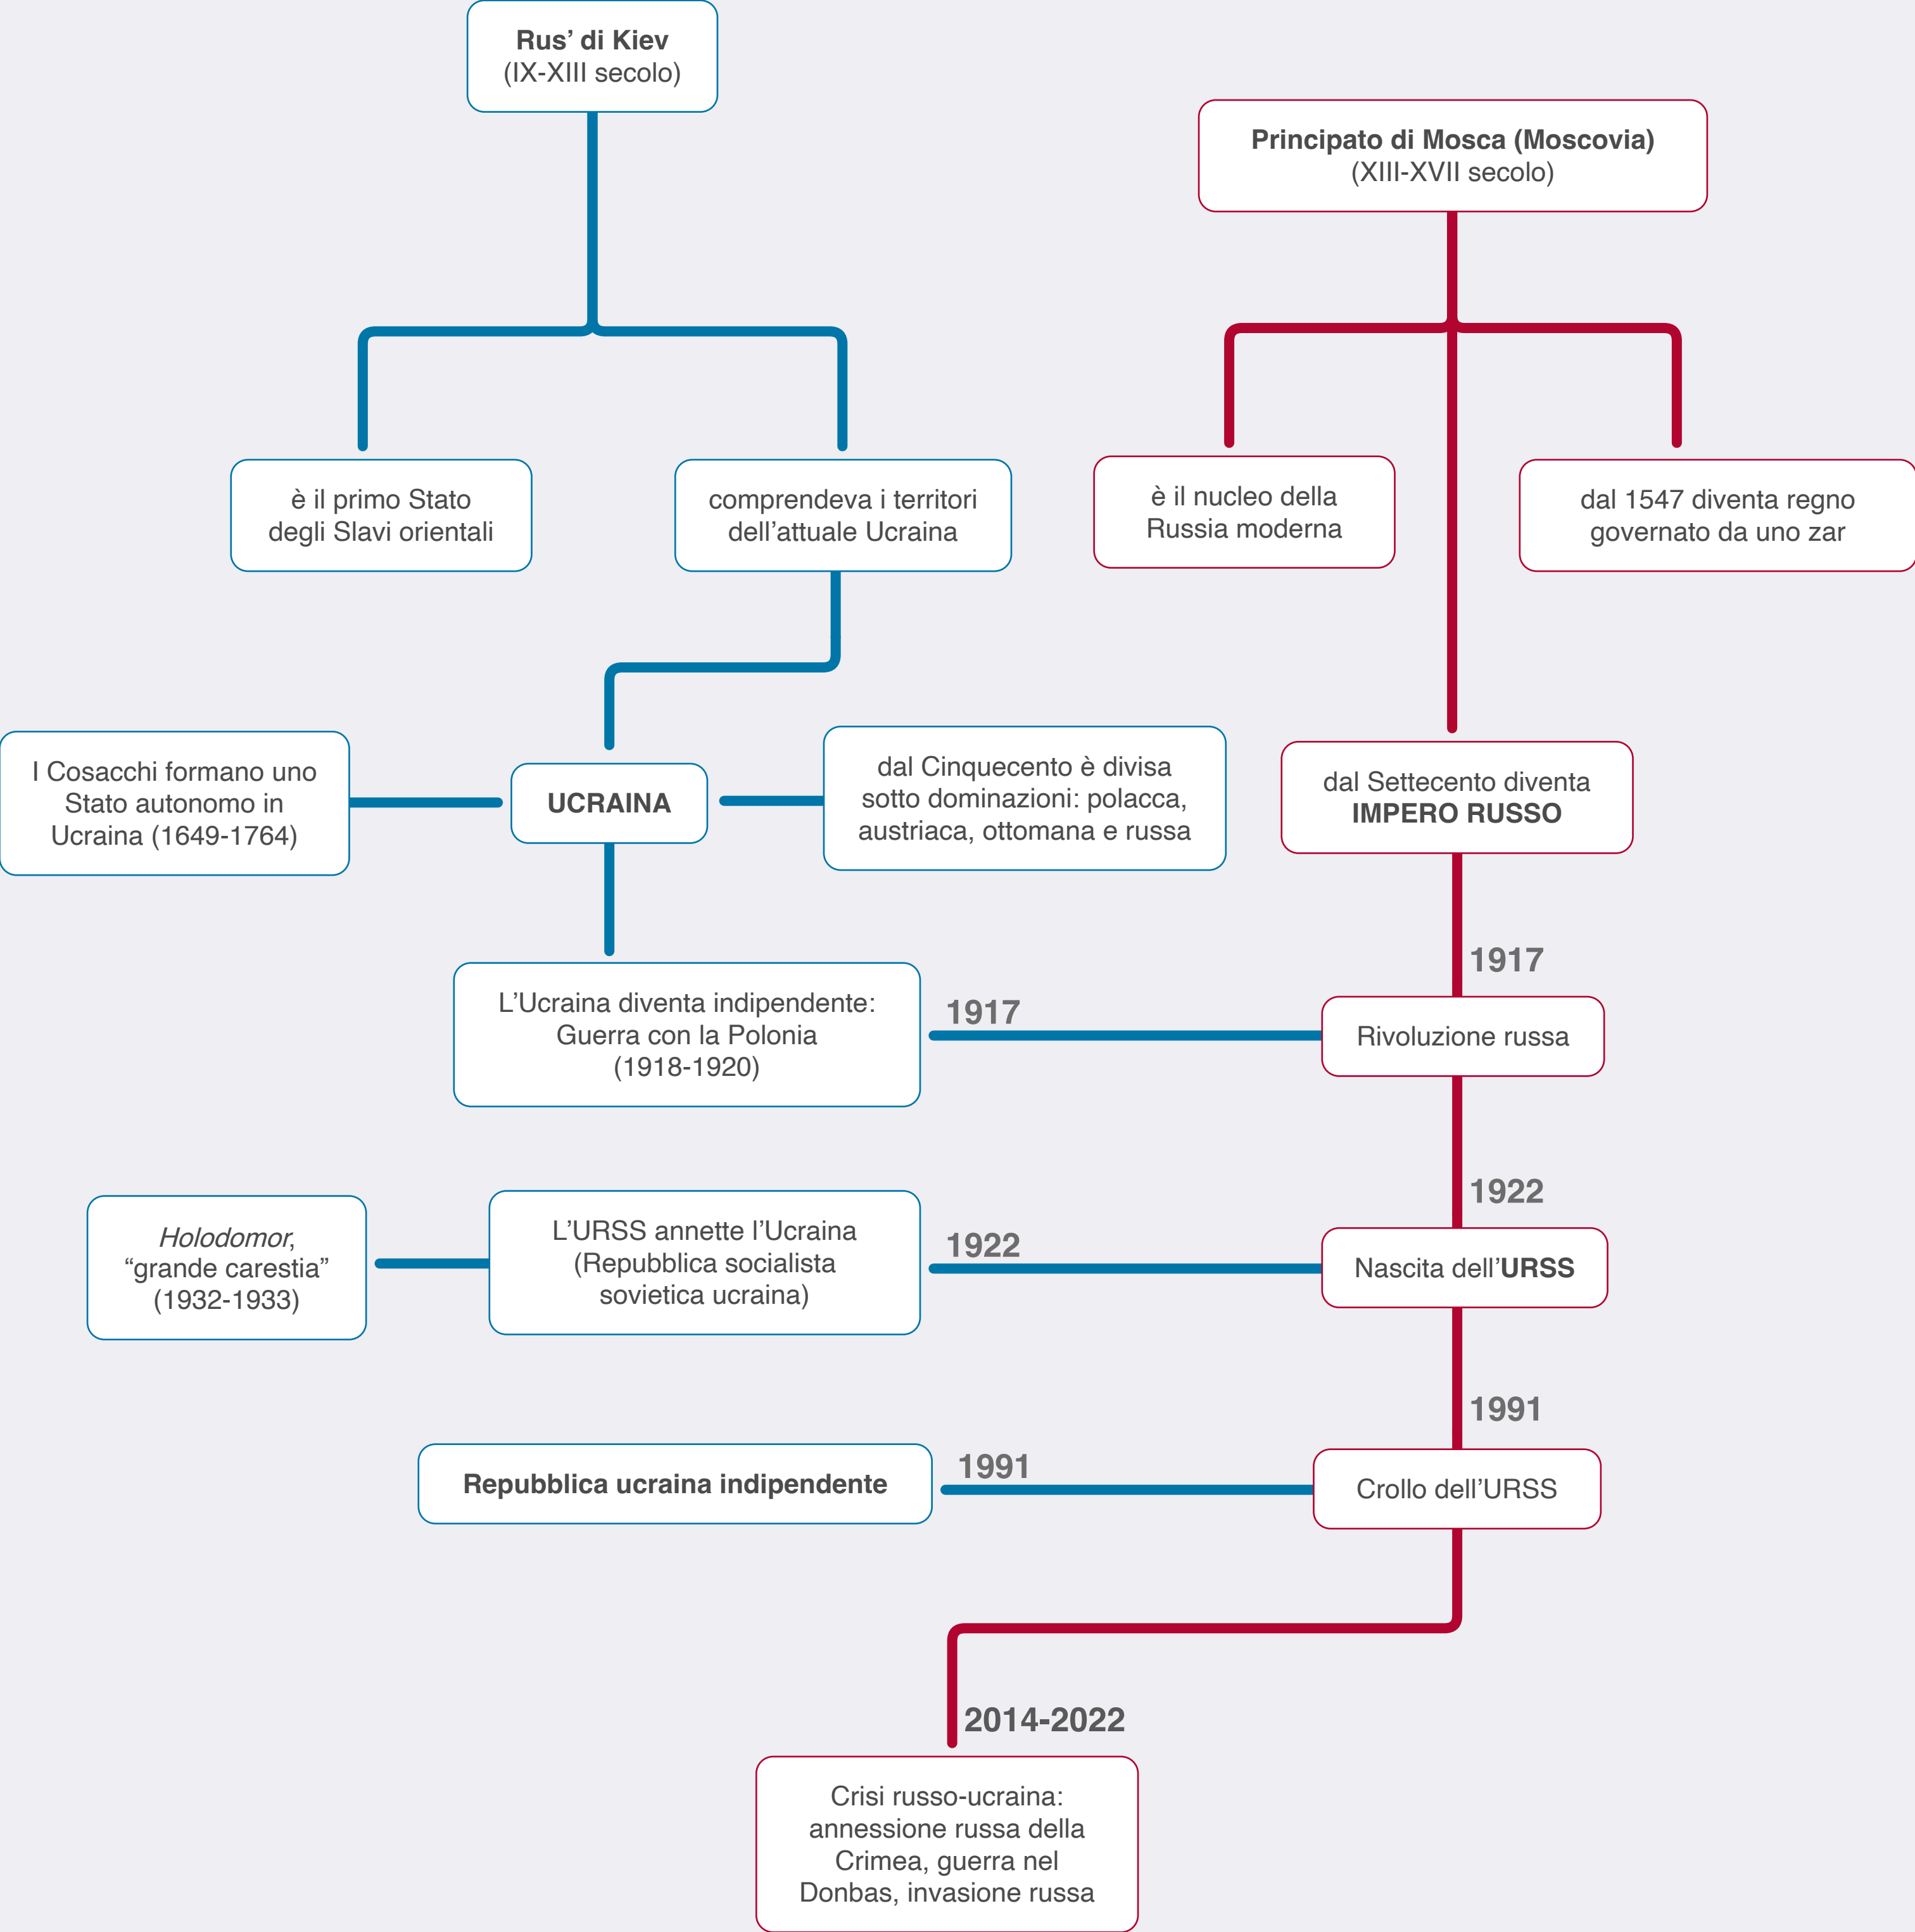 Rus’ di Kiev
(IX-XIII secolo)
Principato di Mosca (Moscovia)
(XIII-XVII secolo)
è il primo Stato
degli Slavi orientali
comprendeva i territori
dell’attuale Ucraina
è il nucleo della
Russia moderna
dal 1547 diventa regno
governato da uno zar
I Cosacchi formano uno
Stato autonomo in
Ucraina (1649-1764)
UCRAINA
dal Cinquecento è divisa
sotto dominazioni: polacca,
austriaca, ottomana e russa
dal Settecento diventa
IMPERO RUSSO
1917
L’Ucraina diventa indipendente:
Guerra con la Polonia
(1918-1920)
1917
Rivoluzione russa
1922
Holodomor,
“grande carestia”
(1932-1933)
L’URSS annette l’Ucraina
(Repubblica socialista
sovietica ucraina)
1922
Nascita dell’URSS
1991
Repubblica ucraina indipendente
1991
Crollo dell’URSS
2014-2022
Crisi russo-ucraina:
annessione russa della
Crimea, guerra nel
Donbas, invasione russa